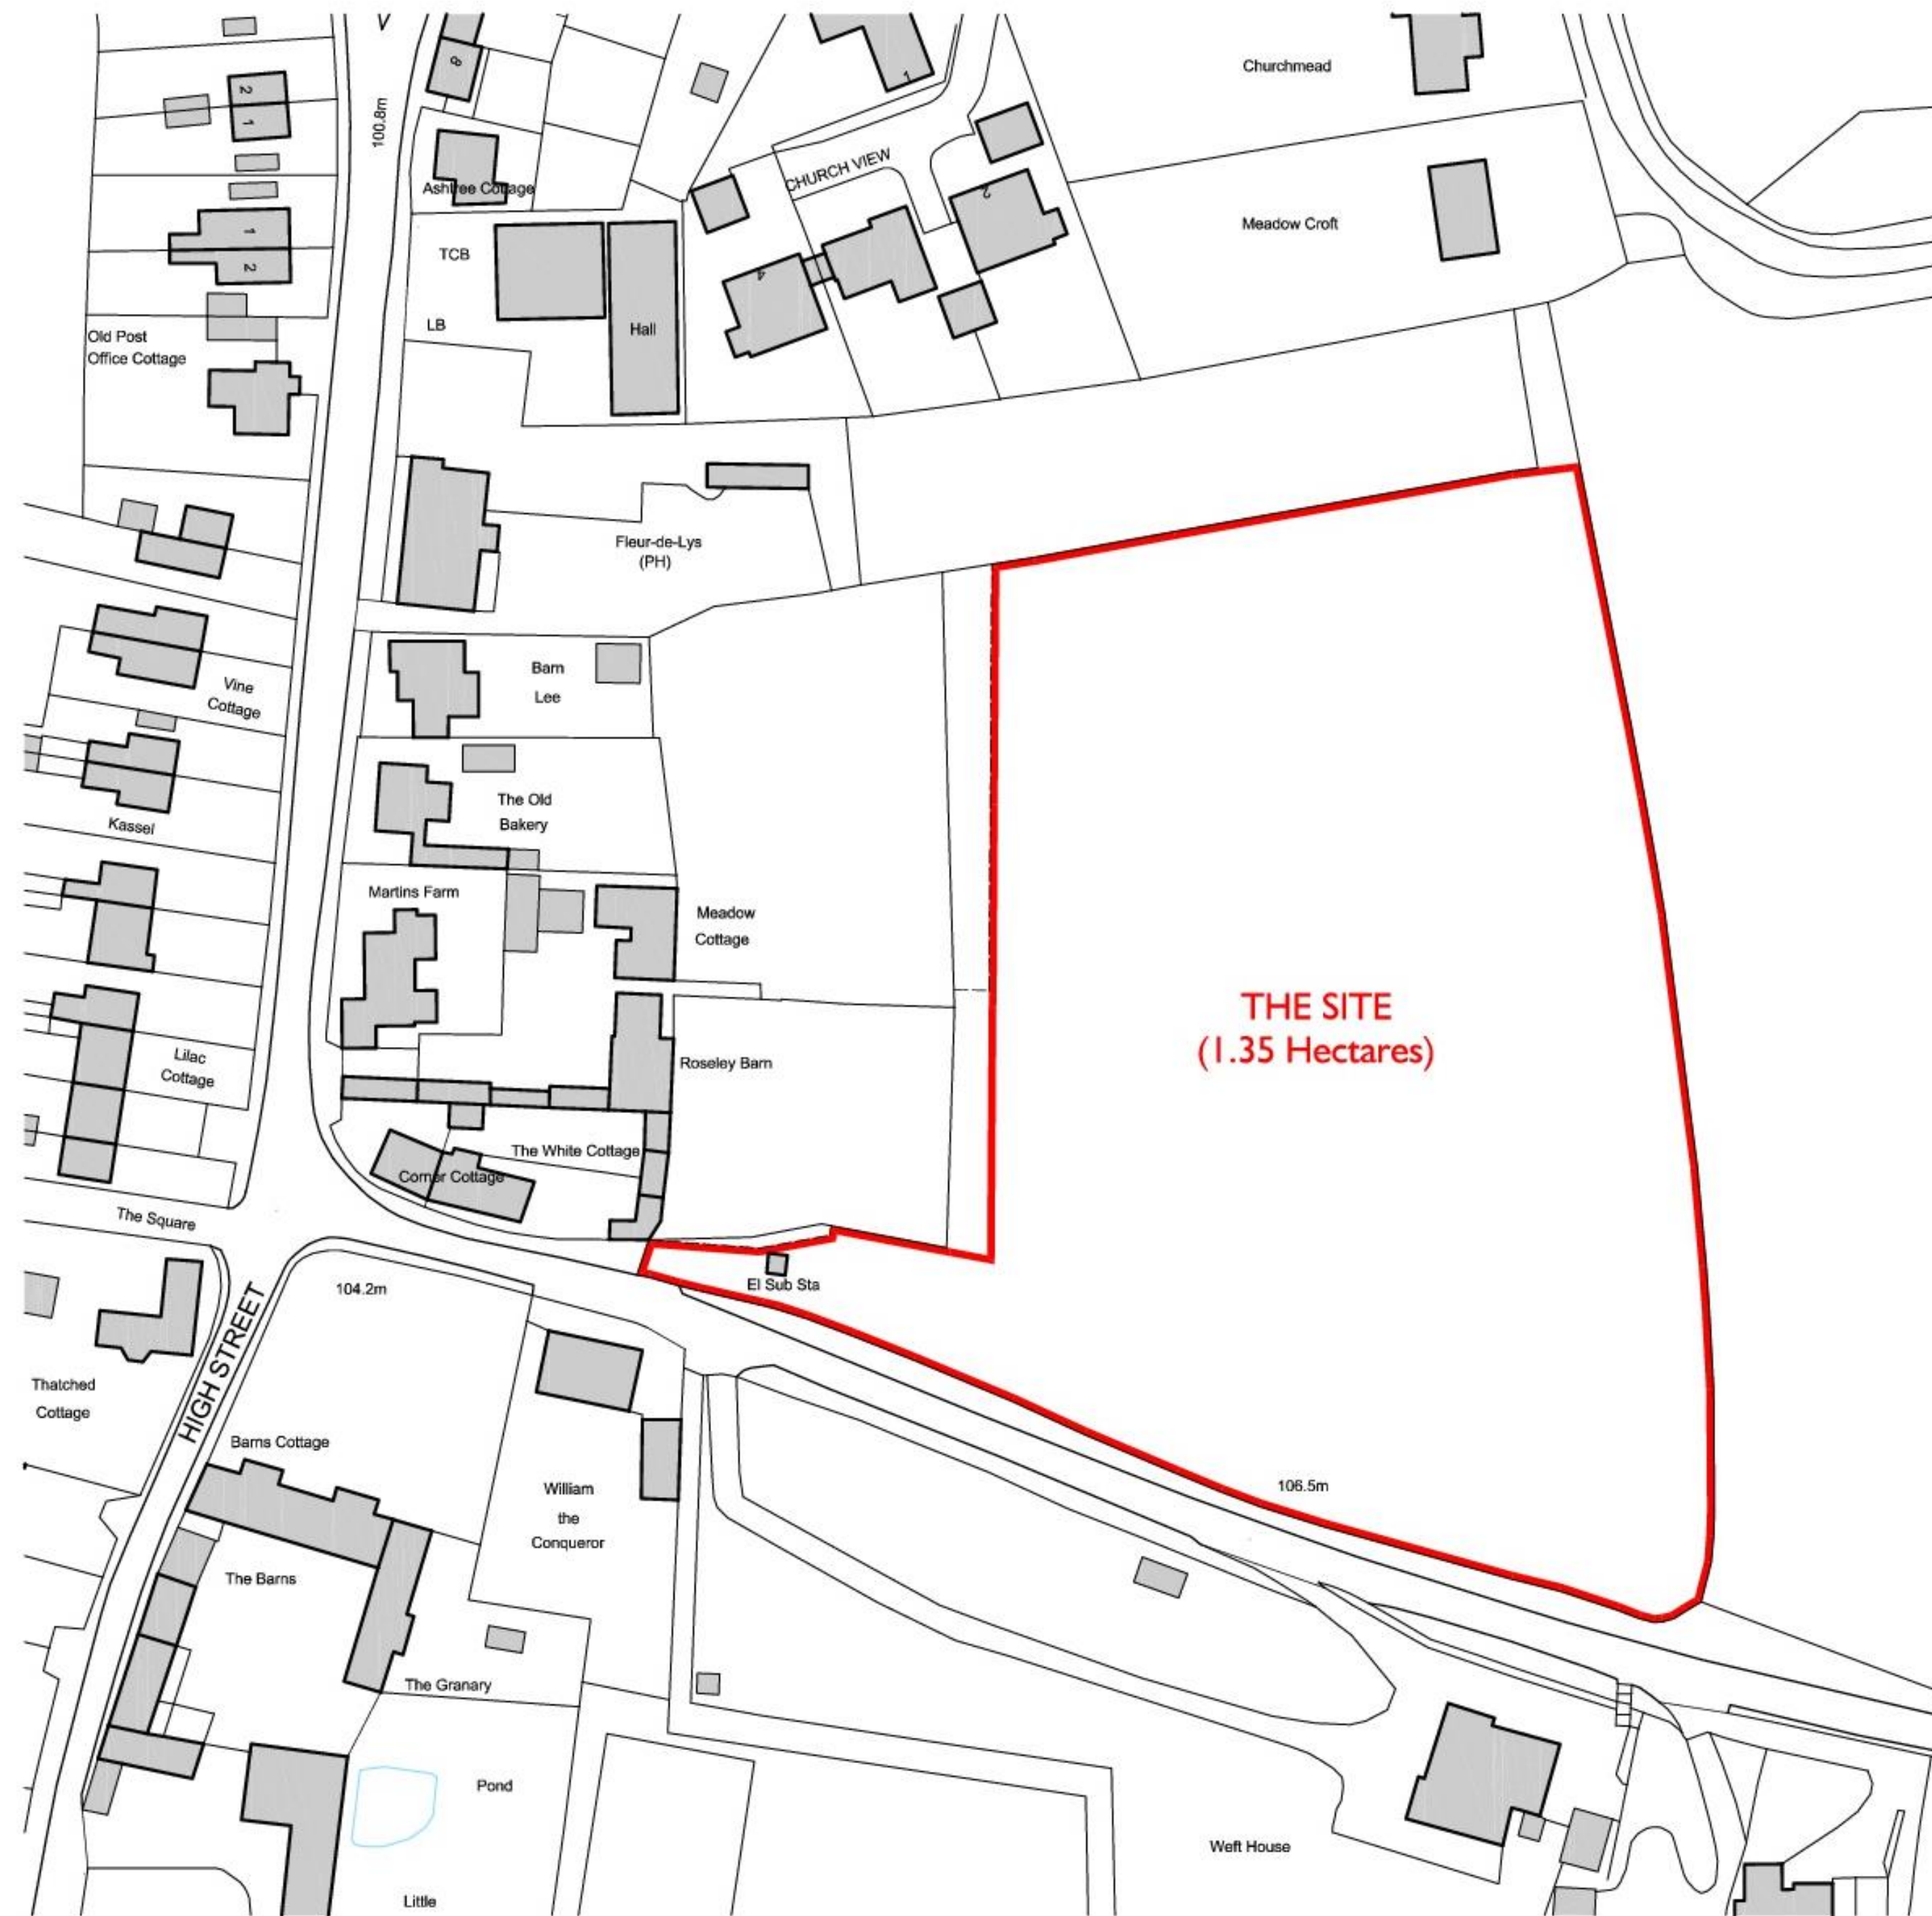 8
2
1
100.8m
1
Churchmead
CHURCH VIEW
Ashtree Cottage
2
Meadow Croft
1
2
TCB
4
LB
Hall
Old Post
Office Cottage
Fleur-de-Lys
(PH)
Barn
Lee
Vine
Cottage
The Old
Bakery
Kassel
Martins Farm
Meadow
Cottage
THE SITE
(1.35 Hectares)
Lilac
Cottage
Roseley Barn
The White Cottage
Corner Cottage
The Square
El Sub Sta
104.2m
HIGH STREET
Thatched
Cottage
Barns Cottage
106.5m
William
the
Conqueror
The Barns
The Granary
Pond
Weft House
Little